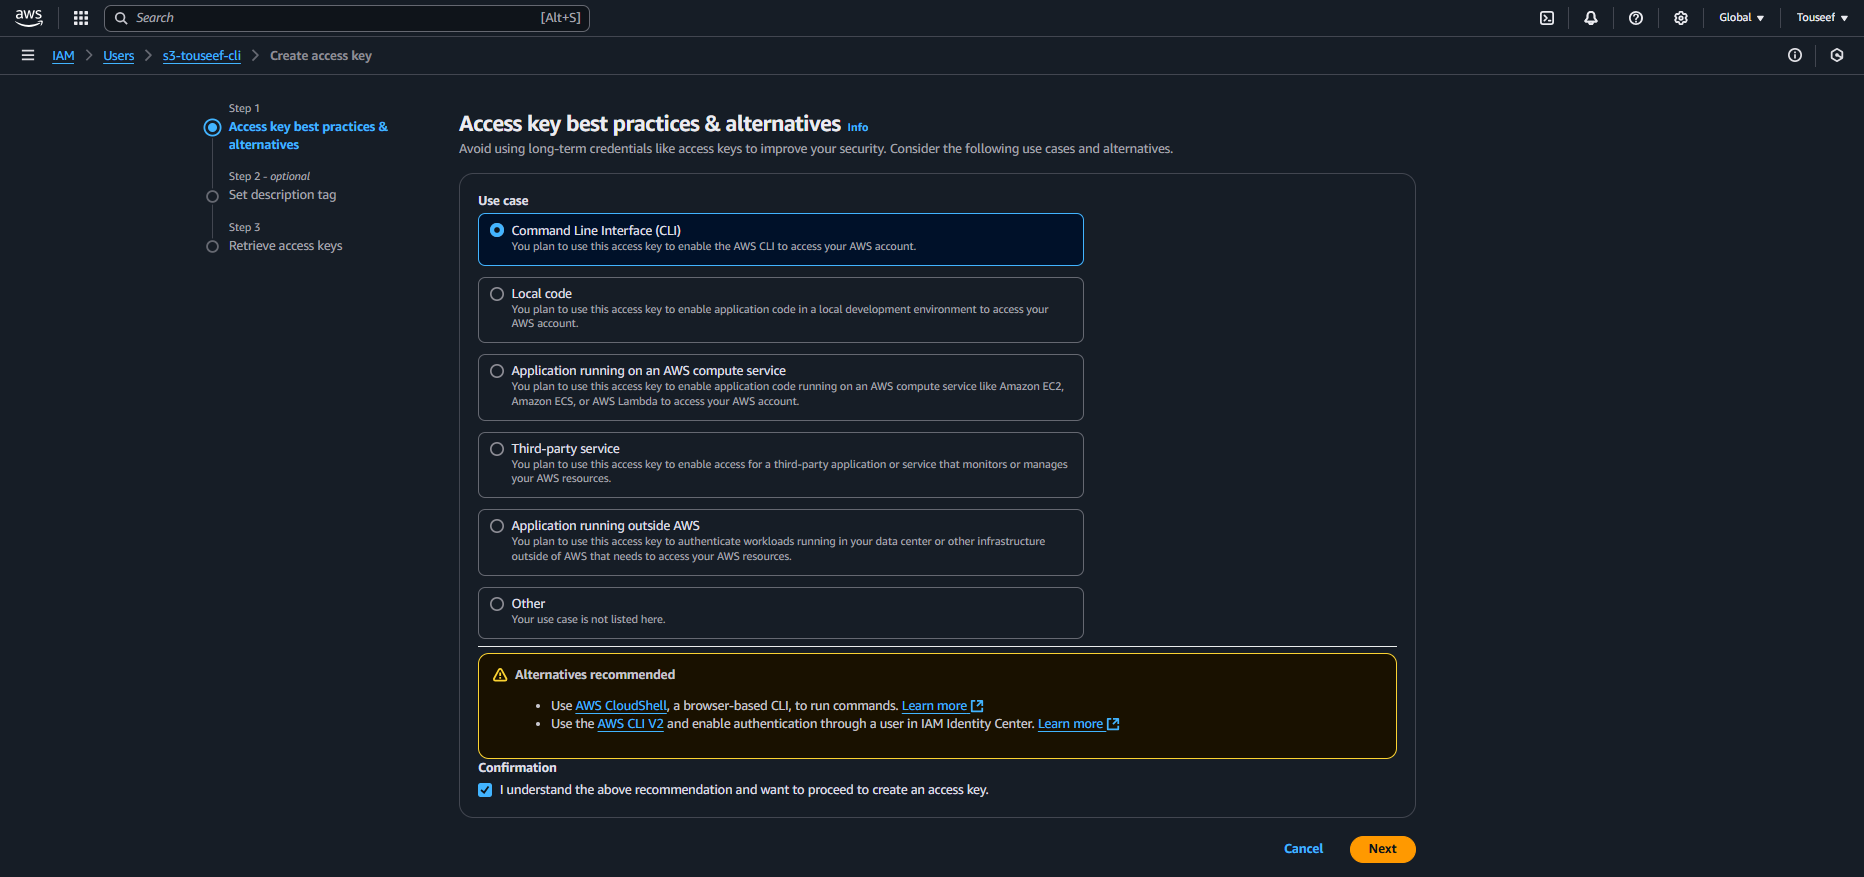 aws
Search [Alt+S]
Global
Touseef
IAM
Users
s3-touseef-cli
Create access key
Step 1
Access key best practices &
alternatives
Step 2 - optional
Set description tag
Step 3
Retrieve access keys
Access key best practices & alternatives Info
Avoid using long-term credentials like access keys to improve your security. Consider the following use cases and alternatives.
Use case
Command Line Interface (CLI)
You plan to use this access key to enable the AWS CLI to access your AWS account.
Local code
You plan to use this access key to enable application code in a local development environment to access your
AWS account.
Application running on an AWS compute service
You plan to use this access key to enable application code running on an AWS compute service like Amazon EC2,
Amazon ECS, or AWS Lambda to access your AWS account.
Third-party service
You plan to use this access key to enable access for a third-party application or service that monitors or manages
your AWS resources.
Application running outside AWS
You plan to use this access key to authenticate workloads running in your data center or other infrastructure
outside of AWS that needs to access your AWS resources.
Other
Your use case is not listed here.
Alternatives recommended
• Use AWS CloudShell, a browser-based CLI, to run commands. Learn more
• Use the AWS CLI V2 and enable authentication through a user in IAM Identity Center. Learn more
Confirmation
I understand the above recommendation and want to proceed to create an access key.
Cancel
Next